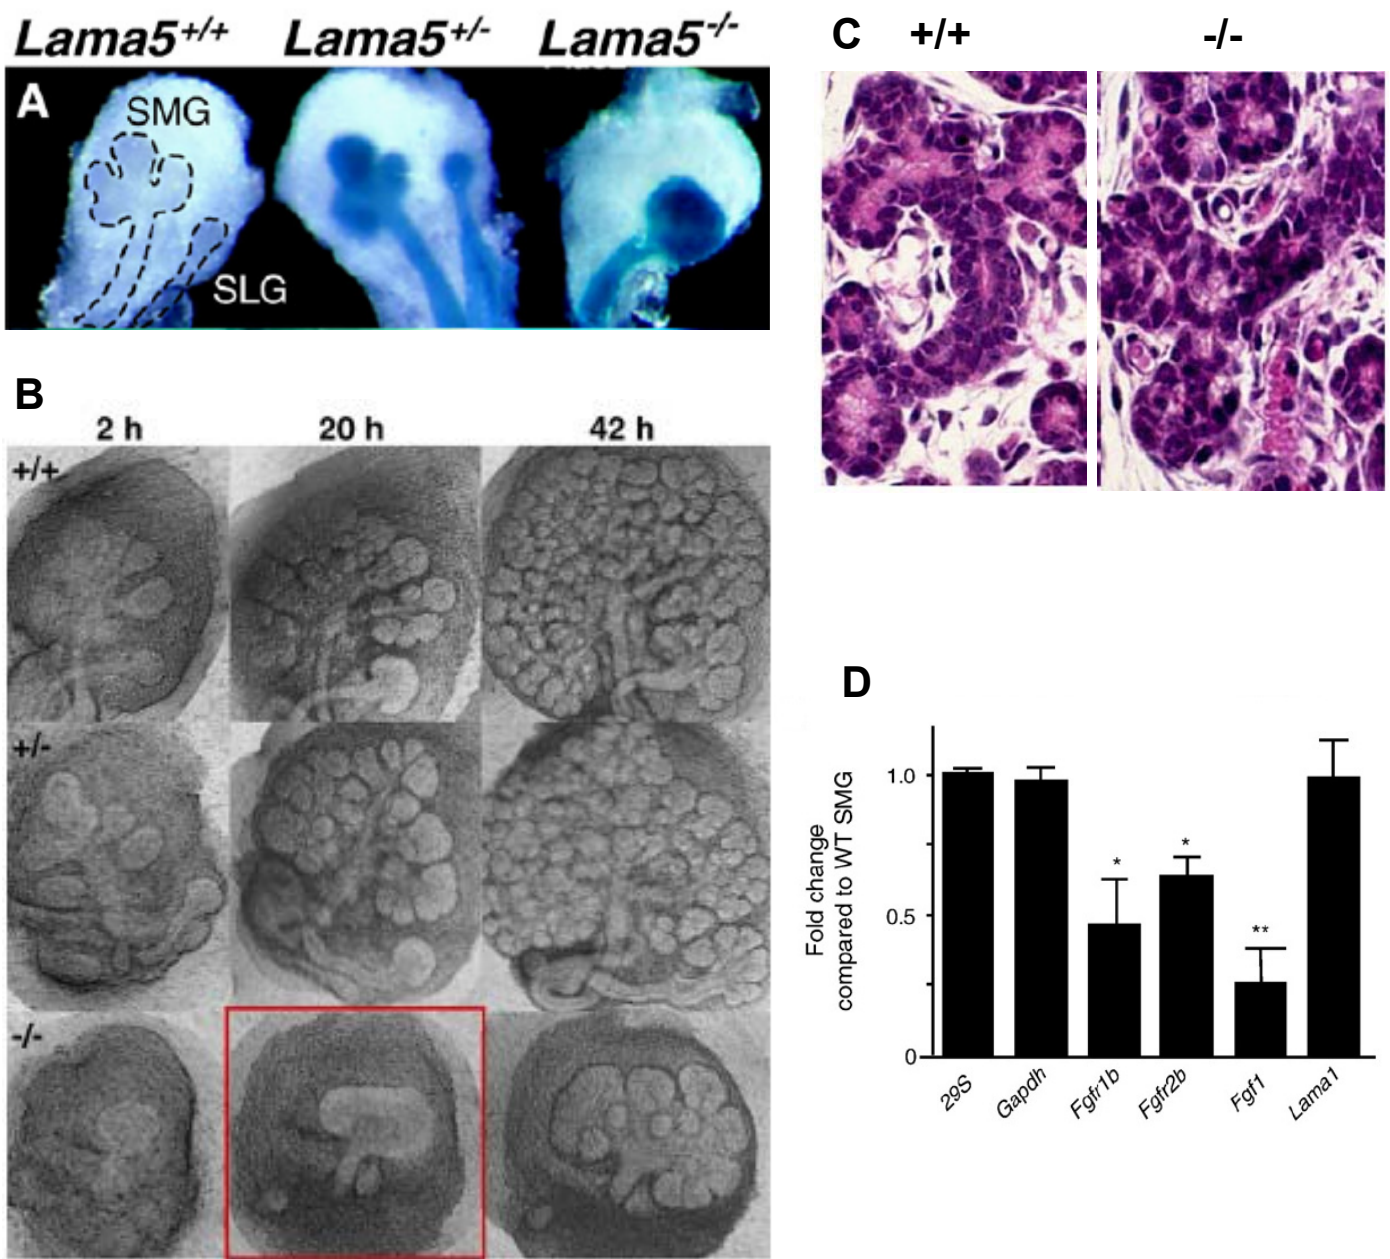 Lama5+/+ Lama5+/- Lama5-/-
A
SMG
SLG
B
2 h 20 h 42 h
+/+
+/-
-/-
C +/+ -/-
D
Fold change
compared to WT SMG
1.0
0.5
0
* * **
29S Gapdh Fgfr1b Fgfr2b Fgf1 Lama1